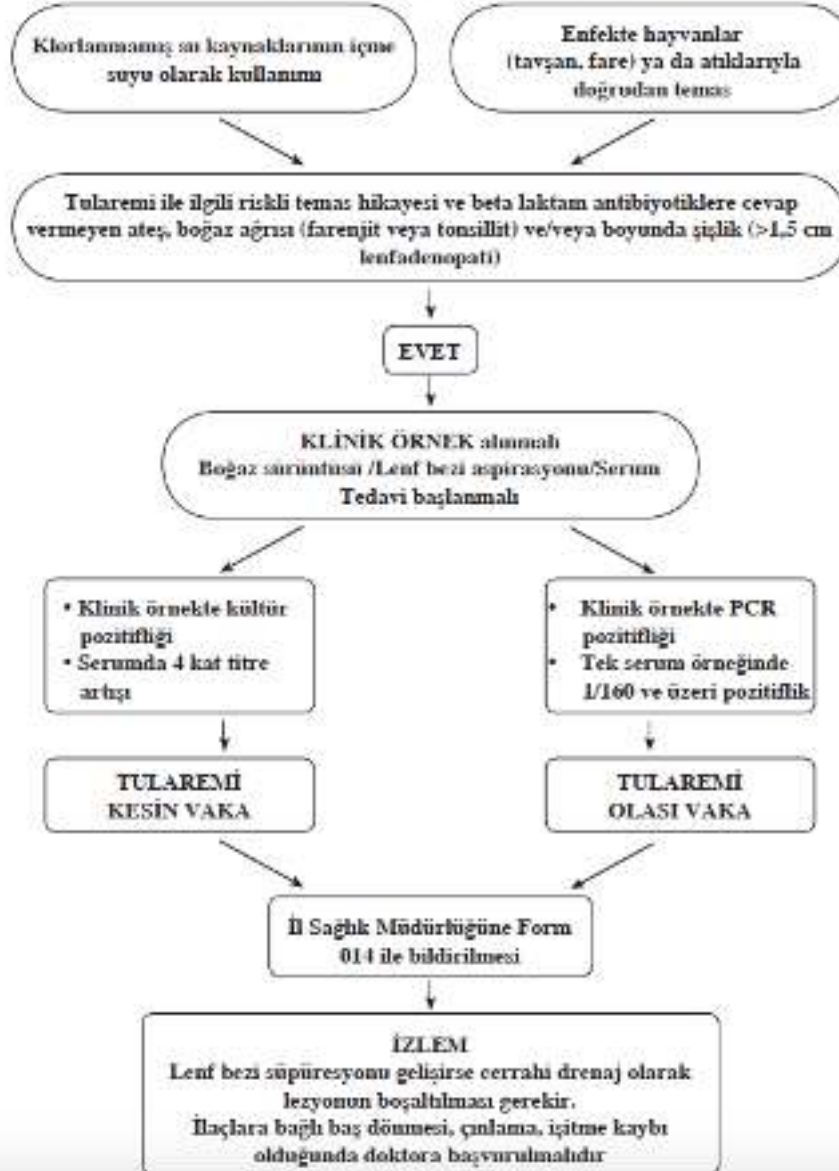 Klorlanmamış su kaynaklarının içme
suyu olarak kullanımı
Enfekte hayvanlar
(tavşan, fare) ya da atıklarıyla
doğrudan temas
Tularemi ile ilgili riskli temas hikayesi ve beta laktam antibiyotiklere cevap
vermeyen ateş, boğaz ağrısı (farenjit veya tonsillit) ve/veya boyunda şişlik (>1,5 cm
lenfadenopati)
EVET
KLİNİK ÖRNEK alınmalı
Boğaz sürüntüsü /Lenf bezi aspirasyonu/Serum
Tedavi başlanmalı
• Klinik örnekte kültür
pozitifliği
• Serumda 4 kat titre
artışı
• Klinik örnekte PCR
pozitifliği
• Tek serum örneğinde
1/160 ve üzeri pozitiflik
TULAREMİ
KESİN VAKA
TULAREMİ
OLASI VAKA
İl Sağlık Müdürlüğüne Form
014 ile bildirilmesi
İZLEM
Lenf bezi süpüresyonu gelişirse cerrahi drenaj olarak
lezyonun boşaltılması gerekir.
İlaçlara bağlı baş dönmesi, çınlama, işitme kaybı
olduğunda doktora başvurulmalıdır